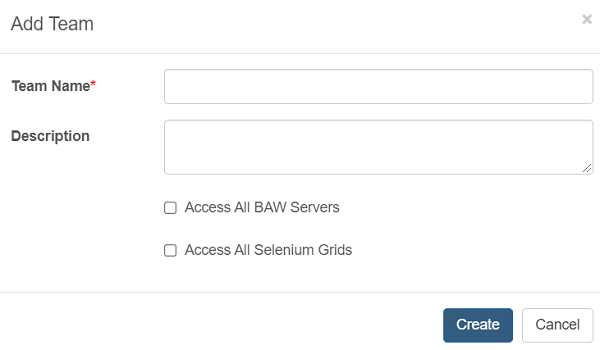 Add Team
×
Team Name*
Description
Access All BAW Servers
Access All Selenium Grids
Create Cancel